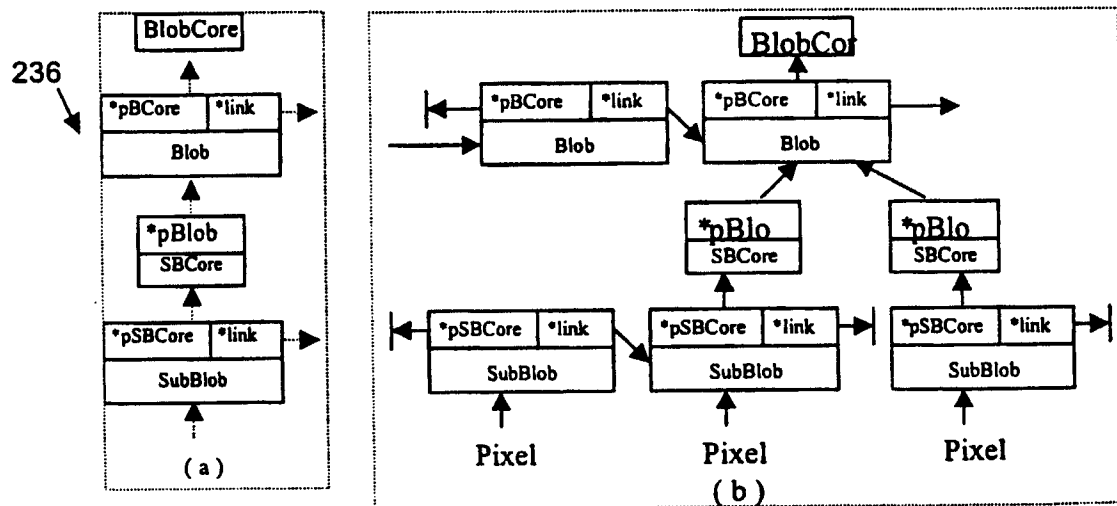 236
BlobCore
*pBCore *link
Blob
*pBlob
SBCore
*pSBCore *link
SubBlob
( a )
BlobCor
*pBCore *link *pBCore *link
Blob Blob
*pBlo *pBlo
SBCore SBCore
*pSBCore *link *pSBCore *link *pSBCore *link
SubBlob SubBlob SubBlob
Pixel Pixel Pixel
( b )